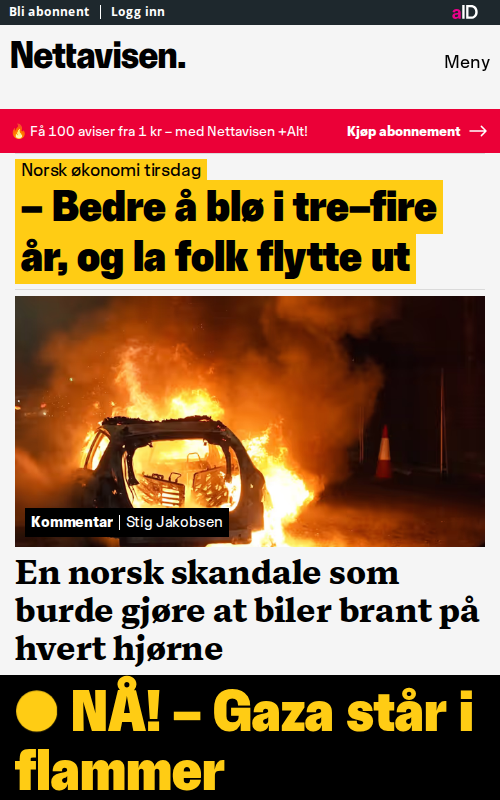 Bli abonnent | Logg inn
aID
Nettavisen.
Meny
🔥 Få 100 aviser fra 1 kr – med Nettavisen +Alt!
Kjøp abonnement →
Norsk økonomi tirsdag
– Bedre å blø i tre–fire
år, og la folk flytte ut
Kommentar | Stig Jakobsen
En norsk skandale som
burde gjøre at biler brant på
hvert hjørne
NÅ! – Gaza står i
flammer